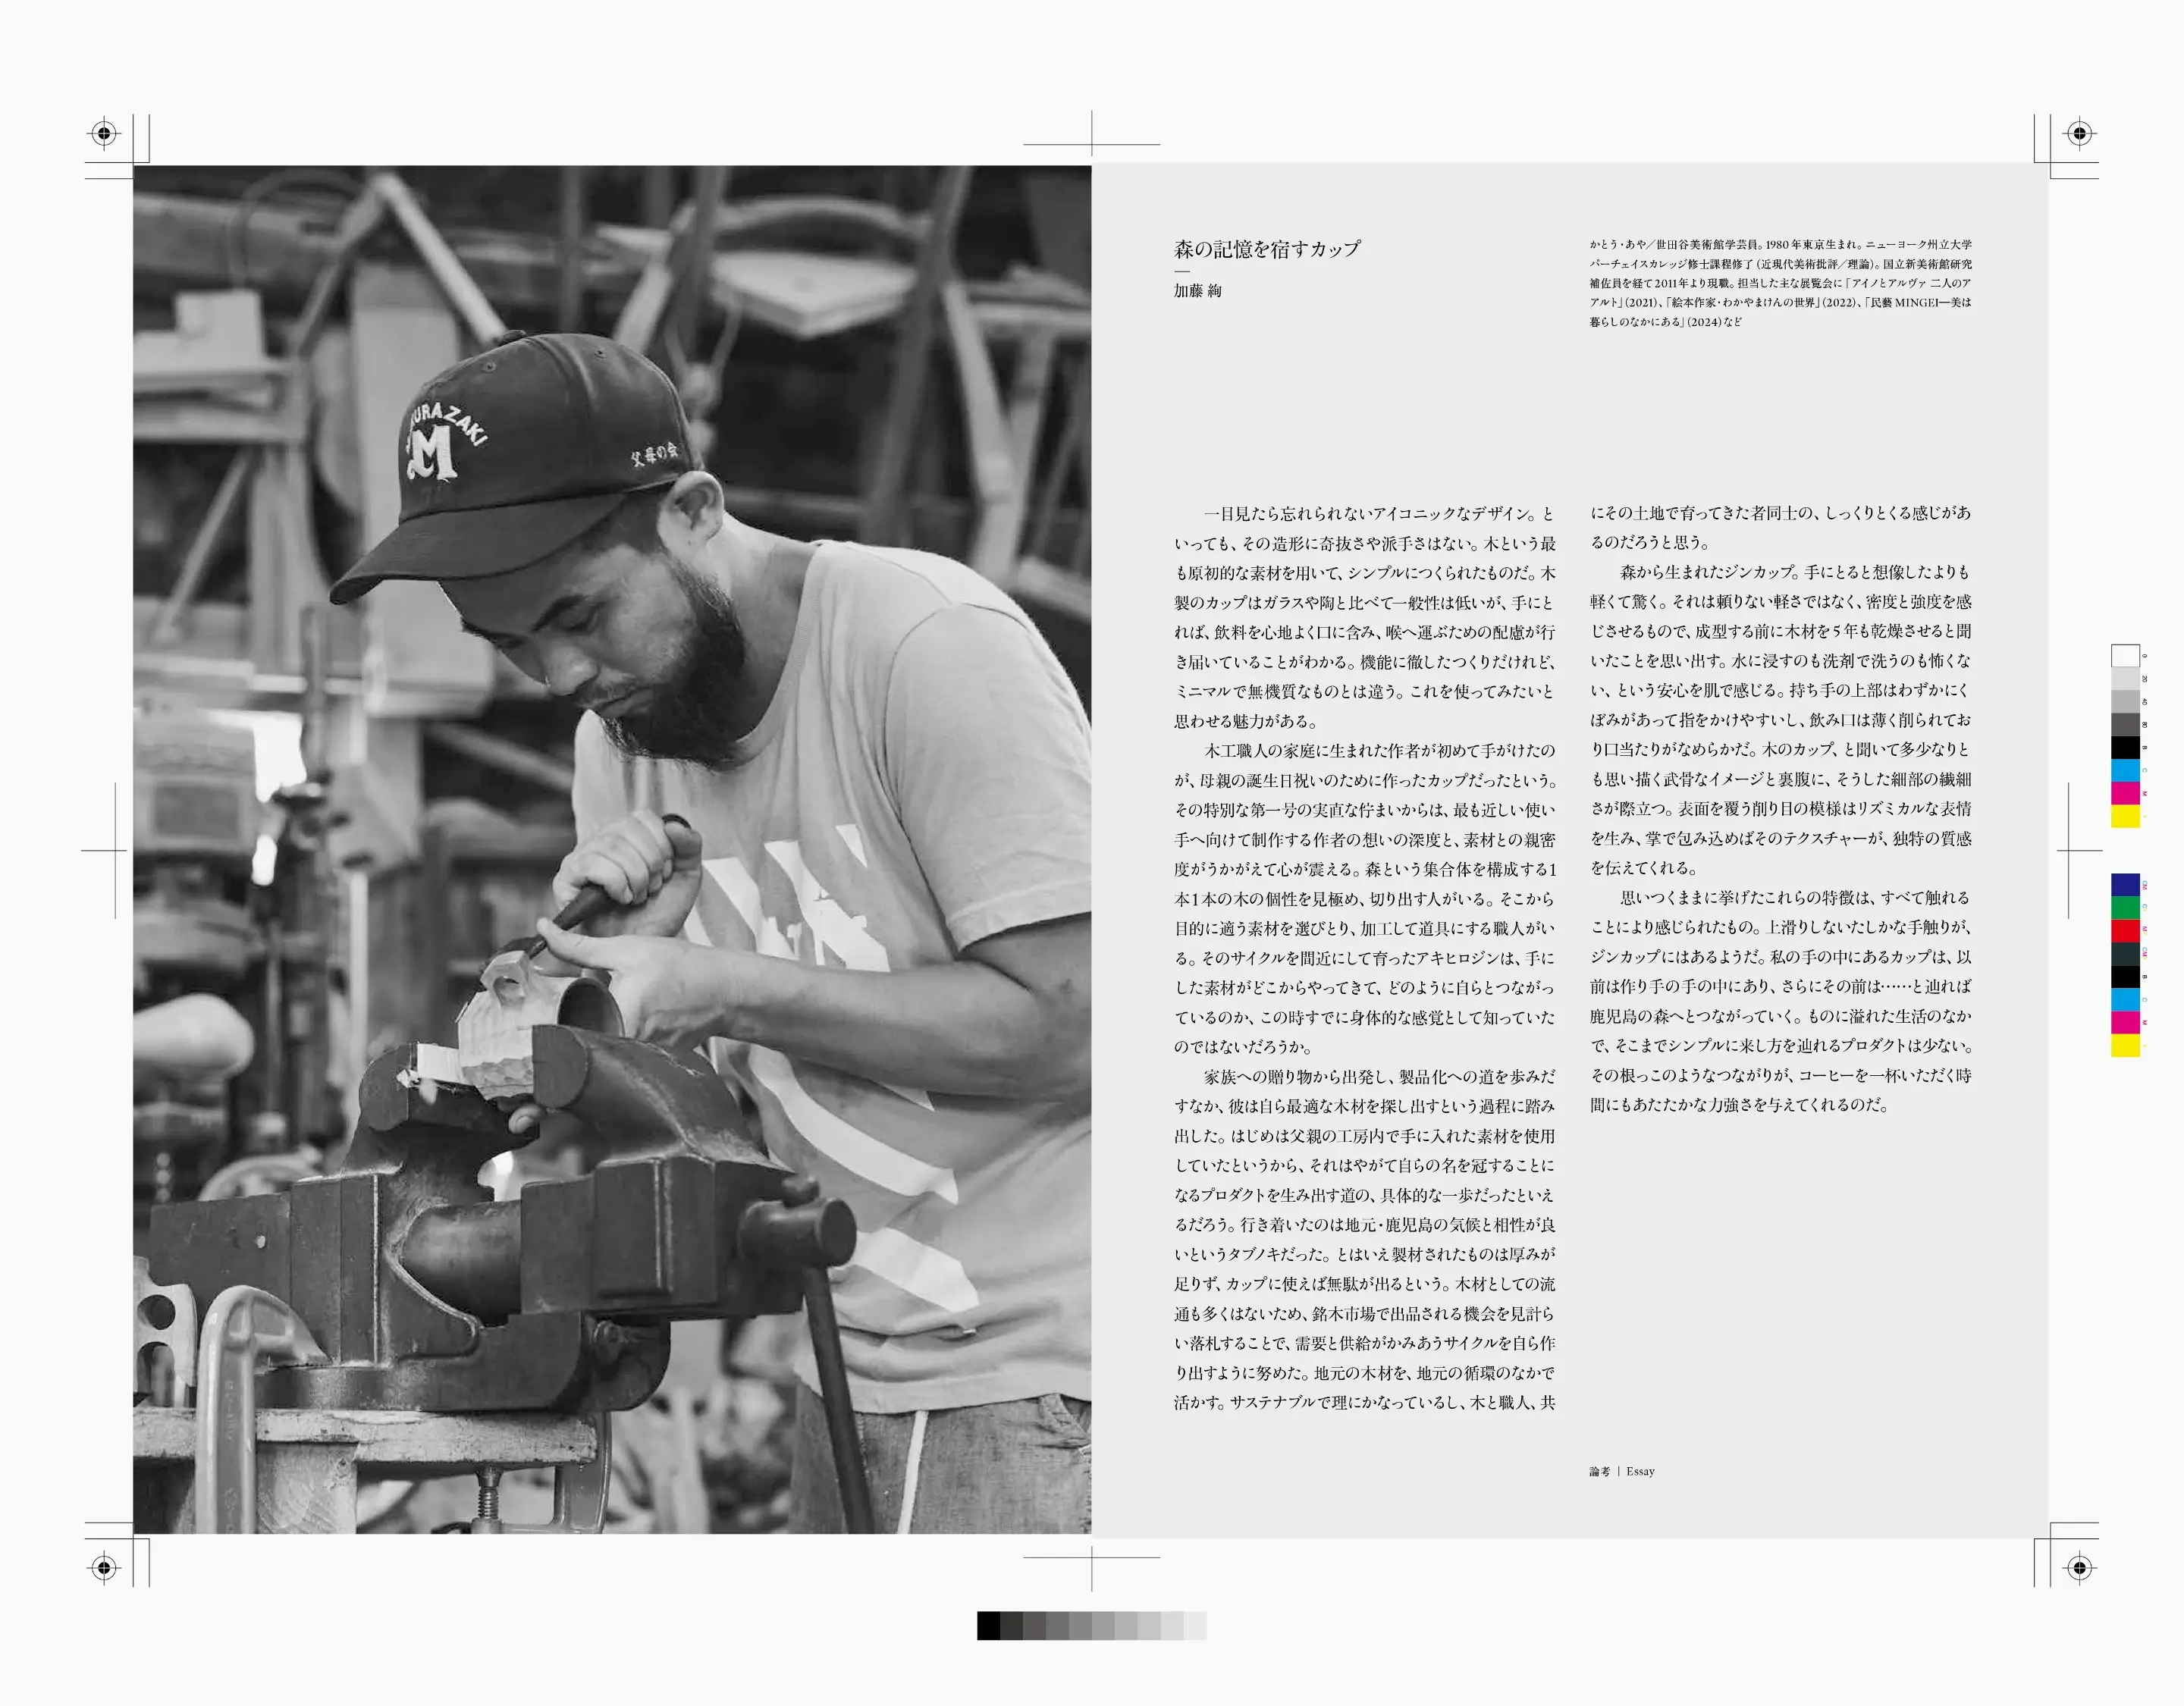 URAZAKI
M
父母の会
森の記憶を宿すカップ
加藤 絢
かとう・あや／世田谷美術館学芸員。1980年東京生まれ。ニューヨーク州立大学
パーチェイスカレッジ修士課程修了（近現代美術批評／理論）。国立新美術館研究
補佐員を経て2011年より現職。担当した主な展覧会に「アイノとアルヴァ 二人のア
アルト」（2021）、「絵本作家・わかやまけんの世界」（2022）、「民藝 MINGEI—美は
暮らしのなかにある」（2024）など
一目見たら忘れられないアイコニックなデザイン。と
いっても、その造形に奇抜さや派手さはない。木という最
も原初的な素材を用いて、シンプルにつくられたものだ。木
製のカップはガラスや陶と比べて一般性は低いが、手にと
れば、飲料を心地よく口に含み、喉へ運ぶための配慮が行
き届いていることがわかる。機能に徹したつくりだけれど、
ミニマルで無機質なものとは違う。これを使ってみたいと
思わせる魅力がある。
木工職人の家庭に生まれた作者が初めて手がけたの
が、母親の誕生日祝いのために作ったカップだったという。
その特別な第一号の実直な佇まいからは、最も近しい使い
手へ向けて制作する作者の想いの深度と、素材との親密
度がうかがえて心が震える。森という集合体を構成する1
本1本の木の個性を見極め、切り出す人がいる。そこから
目的に適う素材を選びとり、加工して道具にする職人がい
る。そのサイクルを間近にして育ったアキヒロジンは、手に
した素材がどこからやってきて、どのように自らとつながっ
ているのか、この時すでに身体的な感覚として知っていた
のではないだろうか。
家族への贈り物から出発し、製品化への道を歩みだ
すなか、彼は自ら最適な木材を探し出すという過程に踏み
出した。はじめは父親の工房内で手に入れた素材を使用
していたというから、それはやがて自らの名を冠することに
なるプロダクトを生み出す道の、具体的な一歩だったといえ
るだろう。行き着いたのは地元・鹿児島の気候と相性が良
いというタブノキだった。とはいえ製材されたものは厚みが
足りず、カップに使えば無駄が出るという。木材としての流
通も多くはないため、銘木市場で出品される機会を見計ら
い落札することで、需要と供給がかみあうサイクルを自ら作
り出すように努めた。地元の木材を、地元の循環のなかで
活かす。サステナブルで理にかなっているし、木と職人、共
にその土地で育ってきた者同士の、しっくりとくる感じがあ
るのだろうと思う。
森から生まれたジンカップ。手にとると想像したよりも
軽くて驚く。それは頼りない軽さではなく、密度と強度を感
じさせるもので、成型する前に木材を5年も乾燥させると聞
いたことを思い出す。水に浸すのも洗剤で洗うのも怖くな
い、という安心を肌で感じる。持ち手の上部はわずかにく
ぼみがあって指をかけやすいし、飲み口は薄く削られてお
り口当たりがなめらかだ。木のカップ、と聞いて多少なりと
も思い描く武骨なイメージと裏腹に、そうした細部の繊細
さが際立つ。表面を覆う削り目の模様はリズミカルな表情
を生み、掌で包み込めばそのテクスチャーが、独特の質感
を伝えてくれる。
思いつくままに挙げたこれらの特徴は、すべて触れる
ことにより感じられたもの。上滑りしないたしかな手触りが、
ジンカップにはあるようだ。私の手の中にあるカップは、以
前は作り手の手の中にあり、さらにその前は……と辿れば
鹿児島の森へとつながっていく。ものに溢れた生活のなか
で、そこまでシンプルに来し方を辿れるプロダクトは少ない。
その根っこのようなつながりが、コーヒーを一杯いただく時
間にもあたたかな力強さを与えてくれるのだ。
論考｜Essay